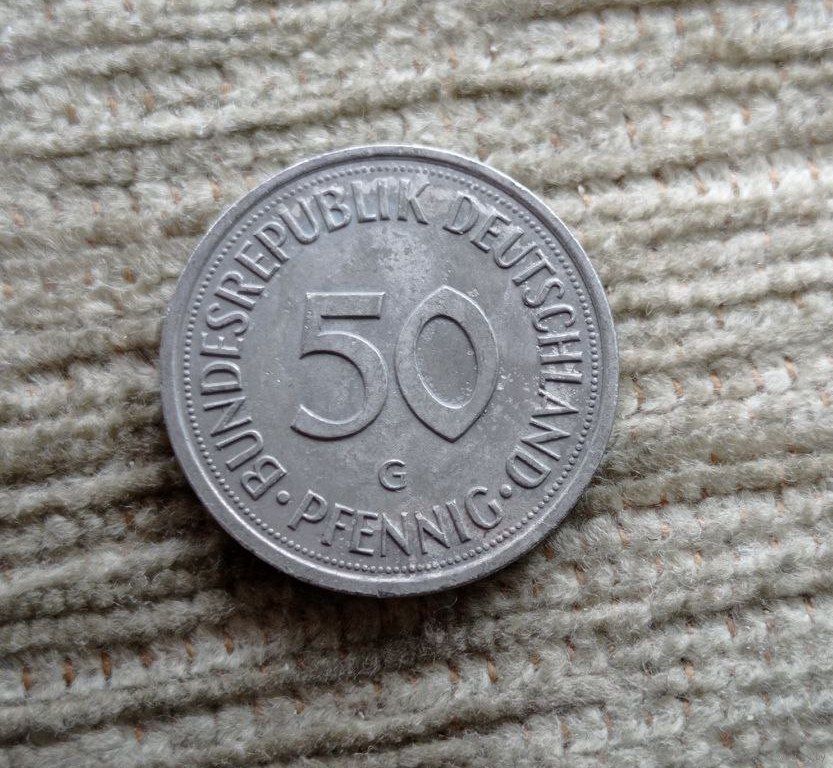 · BUNDESREPUBLIK DEUTSCHLAND ·
50
G
PFENNIG